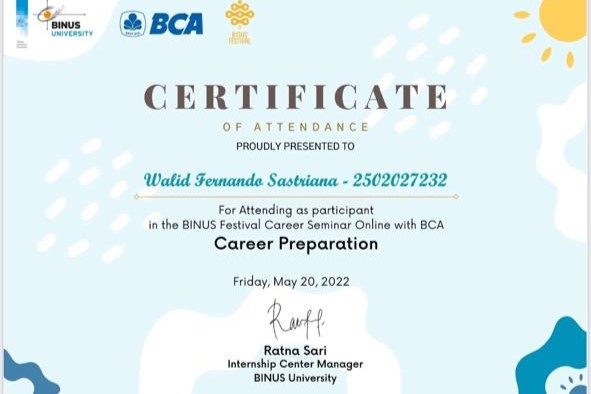 BINUS
UNIVERSITY
BCA
BINUS
FESTIVAL
CERTIFICATE
OF ATTENDANCE
PROUDLY PRESENTED TO
Walid Fernando Sastriana - 2502027232
For Attending as participant
in the BINUS Festival Career Seminar Online with BCA
Career Preparation
Friday, May 20, 2022
Ratna Sari
Internship Center Manager
BINUS University